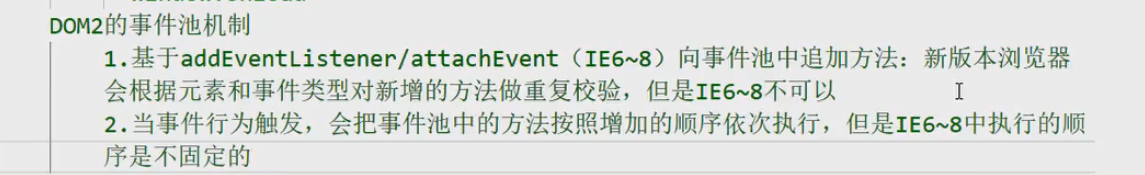 DOM2的事件池机制
1.基于addEventListener/attachEvent（IE6~8）向事件池中追加方法：新版本浏览器
会根据元素和事件类型对新增的方法做重复校验，但是IE6~8不可以
2.当事件行为触发，会把事件池中的方法按照增加的顺序依次执行，但是IE6~8中执行的顺
序是不固定的